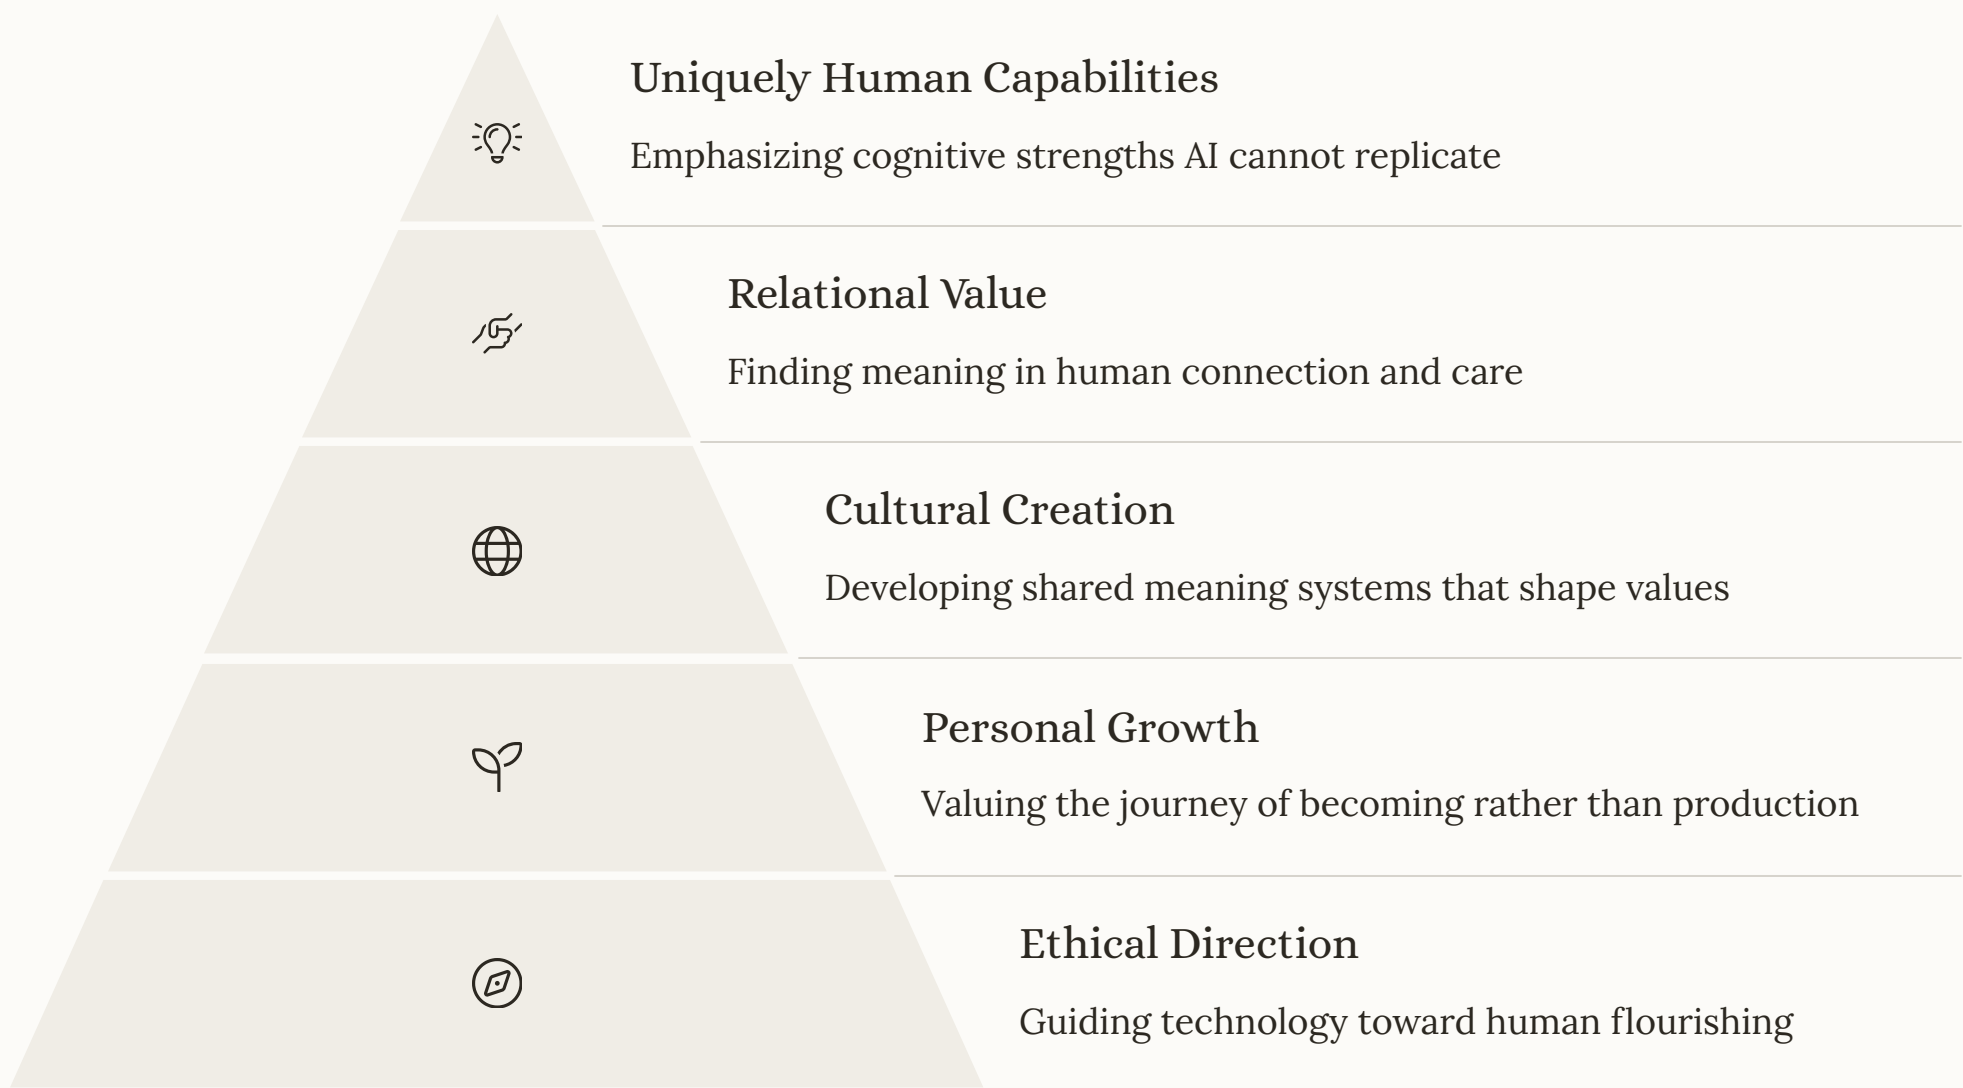 Uniquely Human Capabilities
Emphasizing cognitive strengths AI cannot replicate
Relational Value
Finding meaning in human connection and care
Cultural Creation
Developing shared meaning systems that shape values
Personal Growth
Valuing the journey of becoming rather than production
Ethical Direction
Guiding technology toward human flourishing